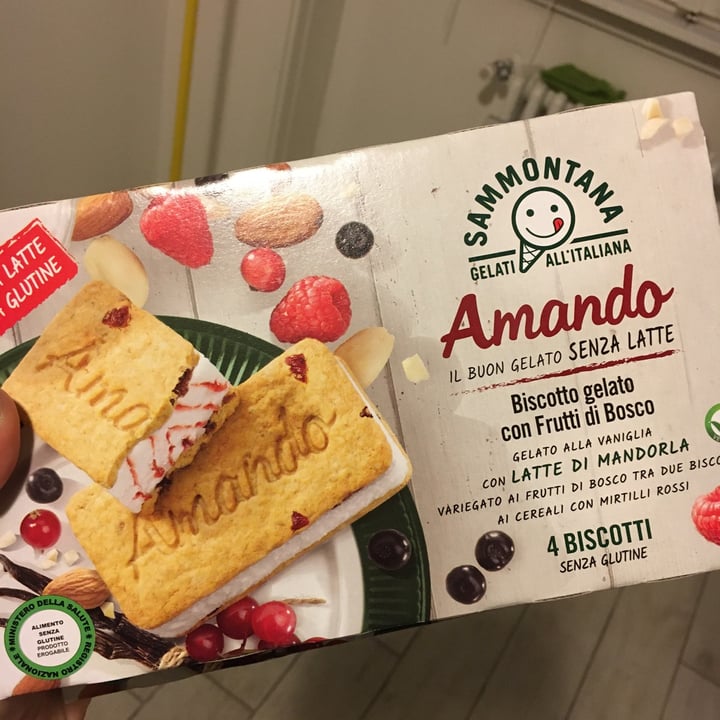 LATTE
GLUTINE
SAMMONTANA
GELATI ALL'ITALIANA
Amando
IL BUON GELATO SENZA LATTE
Biscotto gelato
con Frutti di Bosco
GELATO ALLA VANIGLIA
CON LATTE DI MANDORLA
VARIEGATO AI FRUTTI DI BOSCO TRA DUE BISCO
AI CEREALI CON MIRTILLI ROSSI
4 BISCOTTI
SENZA GLUTINE
Ama
Amando
MINISTERO DELLA SALUTE
REGISTRO NAZIONALE
ALIMENTO
SENZA
GLUTINE
PRODOTTO
EROGABILE